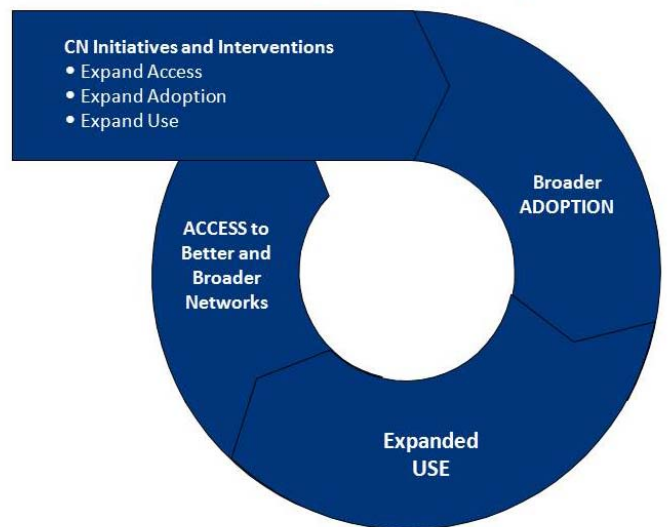 CN Initiatives and Interventions
• Expand Access
• Expand Adoption
• Expand Use
Broader
ADOPTION
Expanded
USE
ACCESS to
Better and
Broader
Networks